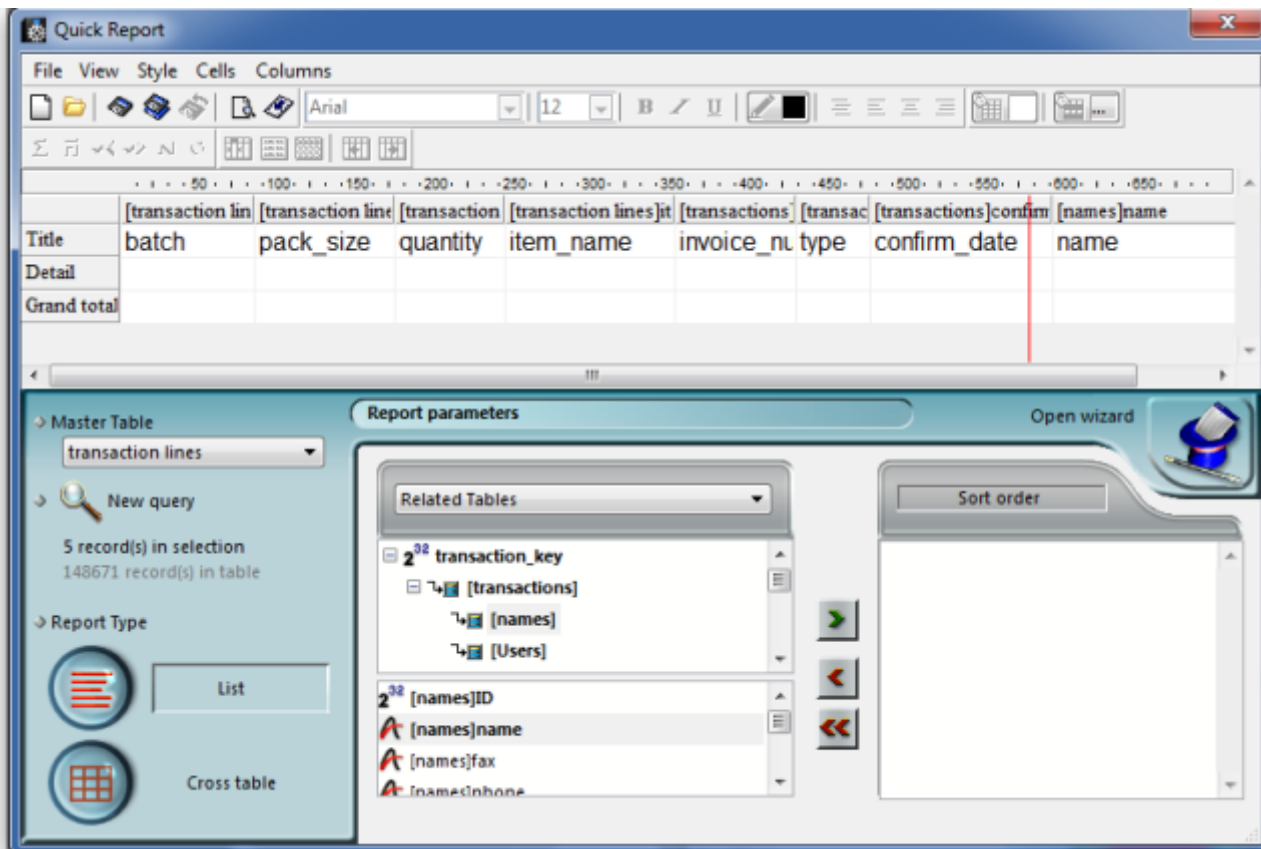 Quick Report
File View Style Cells Columns
Arial 12 B I U
50 100 150 200 250 300 350 400 450 500 550 600 650
[transaction lin [transaction line [transaction [transaction lines]it [transactions] [transac [transactions]confirm [names]name
Title batch pack_size quantity item_name invoice_nu type confirm_date name
Detail
Grand total
Master Table
transaction lines
New query
5 record(s) in selection
148671 record(s) in table
Report Type
List
Cross table
Report parameters
Open wizard
Related Tables
2³² transaction_key
[transactions]
[names]
[Users]
2³² [names]ID
[names]name
[names]fax
[names]phone
Sort order